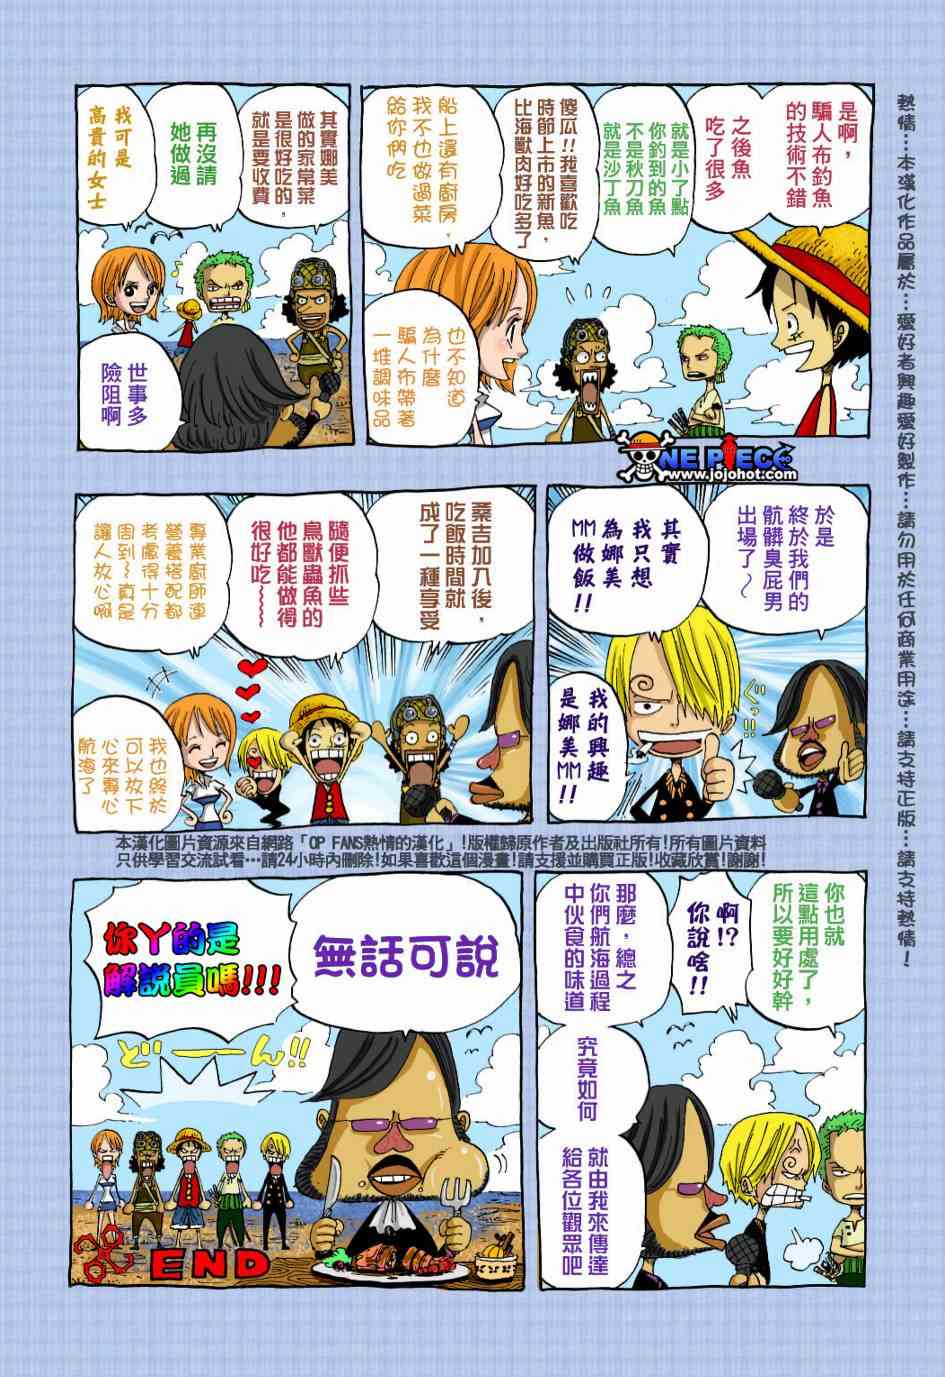 是啊，
騙人布釣魚
的技術不錯
之後魚
吃了很多
就是小了點
你釣到的魚
不是秋刀魚
就是沙丁魚
傻瓜!!我喜歡吃
時節上市的新魚，
比海獸肉好吃多了
船上還有廚房，
我不也做過菜
給你們吃
也不知道
為什麼
騙人布帶著
一堆調味品
ONE PIECE
www.jojohot.com
其實娜美
做的家常菜
是很好吃的，
就是要收費
再沒請
她做過
我可是
高貴的女士
世事多
險阻啊
於是
終於我們的
骯髒臭屁男
出場了～
其實
我只想
為娜美
MM做飯!!
我的興趣
是娜美MM!!
ぐっ!!
桑吉加入後，
吃飯時間就
成了一種享受
隨便抓些
鳥獸蟲魚的
他都能做得
很好吃～～～
專業廚師連
營養搭配都
考慮得十分
周到～真是
讓人放心啊
我也終於
可以放下
心來專心
航海了
本漢化圖片資源來自網路「OP FANS熱情的漢化」!版權歸原作者及出版社所有!所有圖片資料
只供學習交流試看…請24小時內刪除!如果喜歡這個漫畫!請支援並購買正版!收藏欣賞!謝謝!
你也就
這點用處了，
所以要好好幹
啊!?
你說啥!!
那麼，總之
你們航海過程
中伙食的味道
究竟如何
就由我來傳達
給各位觀眾吧
無話可說
你丫的是
解說員嗎!!!
どーーん!!
END
熱情…本漢化作品屬於…愛好者興趣愛好製作…請勿用於任何商業用途…請支持正版…請支持熱情！